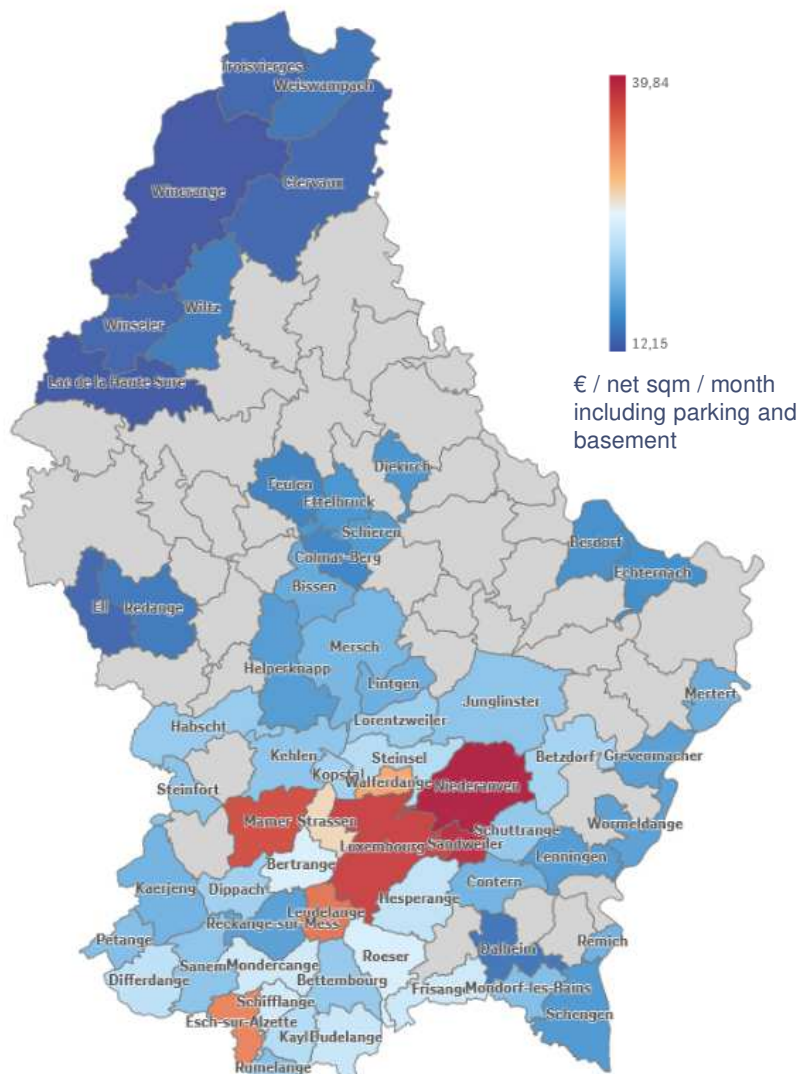 Troisvierges
Weiswampach
39,84
Wincrange
Clervaux
Wiltz
Winseler
12,15
Lac de la Haute Sure
€ / net sqm / month
including parking and
basement
Diekirch
Feulen
Ettelbruck
Schieren
Colmar-Berg
Berdorf
Echternach
Bissen
Ell
Redange
Mersch
Helperknapp
Lintgen
Mertert
Junglinster
Lorentzweiler
Habscht
Steinsel
Betzdorf
Grevenmacher
Kehlen
Kopstal
Walferdange
Niederanven
Steinfort
Mamer
Strassen
Wormeldange
Schuttrange
Luxembourg
Sandweiler
Lenningen
Bertrange
Contern
Kaerjeng
Dippach
Hesperange
Leudelange
Reckange-sur-Mess
Petange
Dalheim
Remich
Roeser
Sanem
Mondercange
Differdange
Bettembourg
Frisange
Mondorf-les-Bains
Schifflange
Schengen
Esch-sur-Alzette
Kayl
Dudelange
Rumelange